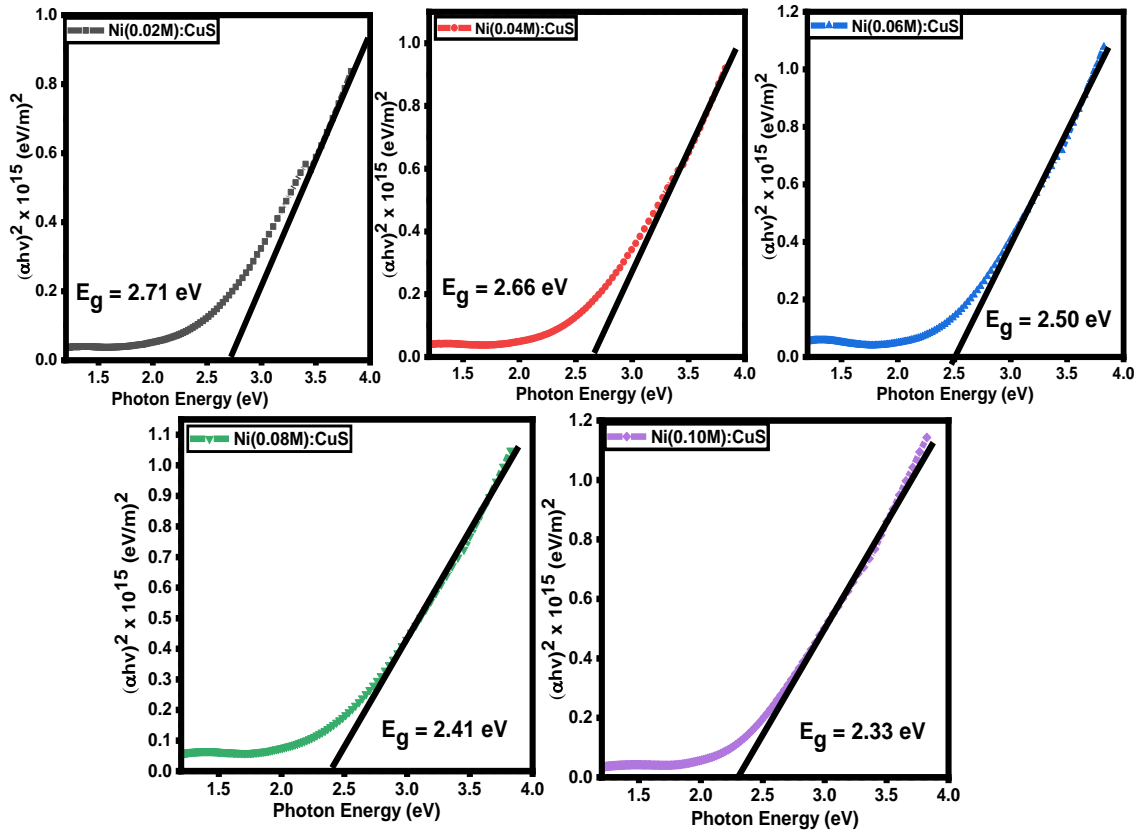 Ni(0.02M):CuS
(αhv)² x 10¹⁵ (eV/m)²
1.0
0.8
0.6
0.4
0.2
0.0
E_g = 2.71 eV
1.5 2.0 2.5 3.0 3.5 4.0
Photon Energy (eV)
Ni(0.04M):CuS
(αhv)² x 10¹⁵ (eV/m)²
1.0
0.8
0.6
0.4
0.2
0.0
E_g = 2.66 eV
1.5 2.0 2.5 3.0 3.5 4.0
Photon Energy (eV)
Ni(0.06M):CuS
(αhv)² x 10¹⁵ (eV/m)²
1.2
1.0
0.8
0.6
0.4
0.2
0.0
E_g = 2.50 eV
1.5 2.0 2.5 3.0 3.5 4.0
Photon Energy (eV)
Ni(0.08M):CuS
(αhv)² x 10¹⁵ (eV/m)²
1.1
1.0
0.9
0.8
0.7
0.6
0.5
0.4
0.3
0.2
0.1
0.0
E_g = 2.41 eV
1.5 2.0 2.5 3.0 3.5 4.0
Photon Energy (eV)
Ni(0.10M):CuS
(αhv)² x 10¹⁵ (eV/m)²
1.2
1.0
0.8
0.6
0.4
0.2
0.0
E_g = 2.33 eV
1.5 2.0 2.5 3.0 3.5 4.0
Photon Energy (eV)